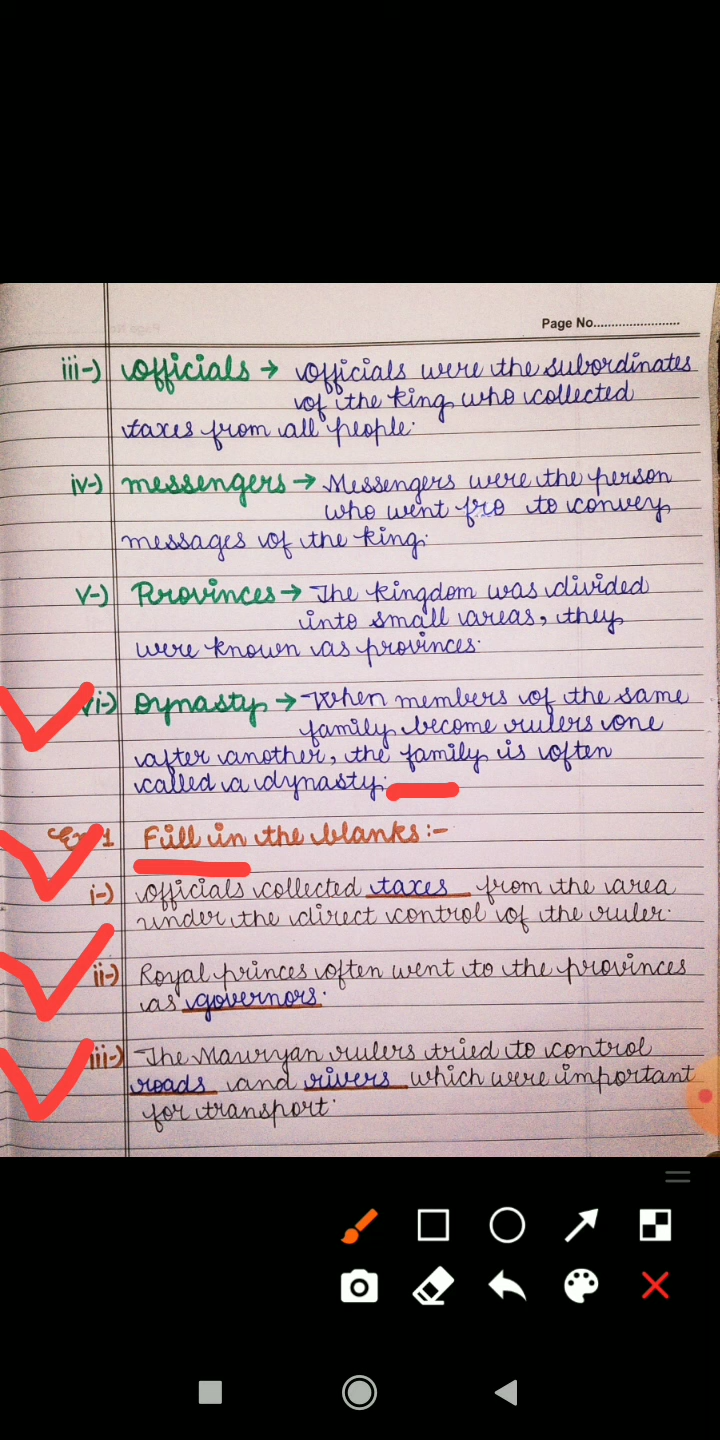 Page No.........................
iii-) officials → officials were the subordinates
of the king who collected
taxes from all people.
iv-) messengers → Messengers were the person
who went fro to convey
messages of the king.
v-) Provinces → The kingdom was divided
into small areas, they
were known as provinces.
vi-) Dynasty → When members of the same
family become rulers one
after another, the family is often
called a dynasty.
Ex-1 Fill in the blanks :-
i-) officials collected taxes from the area
under the direct control of the ruler.
ii-) Royal princes often went to the provinces
as governors.
iii-) The Mauryan rulers tried to control
roads and rivers which were important
for transport.